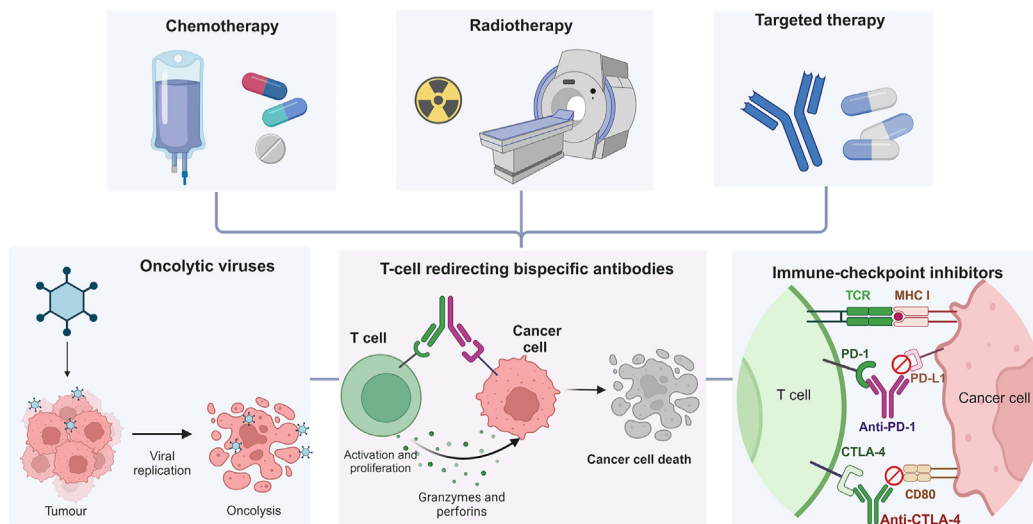 Chemotherapy
Radiotherapy
Targeted therapy
Oncolytic viruses
Tumour
Viral
replication
Oncolysis
T-cell redirecting bispecific antibodies
T cell
Cancer
cell
Activation and
proliferation
Granzymes and
perforins
Cancer cell death
Immune-checkpoint inhibitors
TCR
MHC I
PD-1
PD-L1
T cell
Cancer cell
Anti-PD-1
CTLA-4
CD80
Anti-CTLA-4